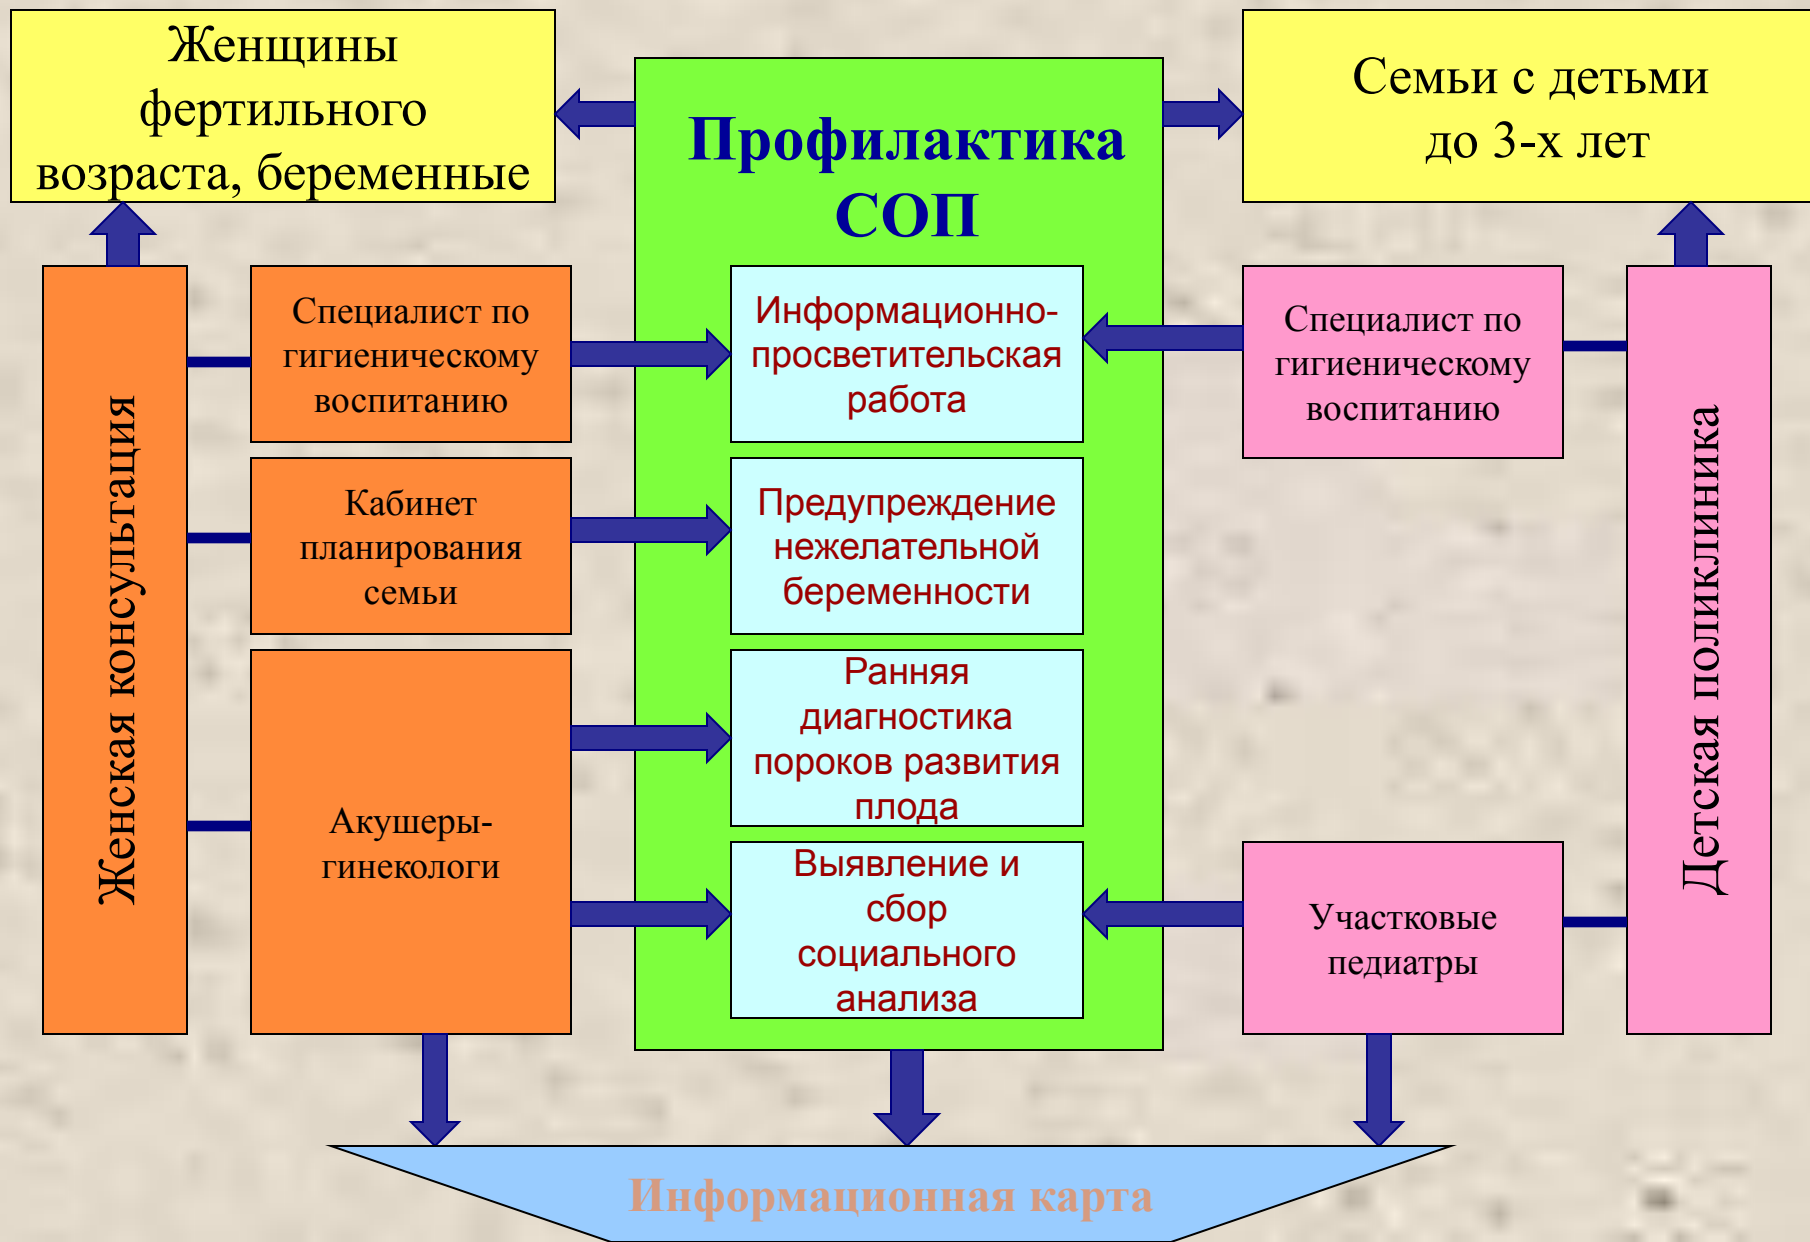 Женщины
фертильного
возраста, беременные
Профилактика
СОП
Семьи с детьми
до 3-х лет
Женская консультация
Специалист по
гигиеническому
воспитанию
Информационно-
просветительская
работа
Специалист по
гигиеническому
воспитанию
Детская поликлиника
Кабинет
планирования
семьи
Предупреждение
нежелательной
беременности
Акушеры-
гинекологи
Ранняя
диагностика
пороков развития
плода
Выявление и
сбор
социального
анализа
Участковые
педиатры
Информационная карта